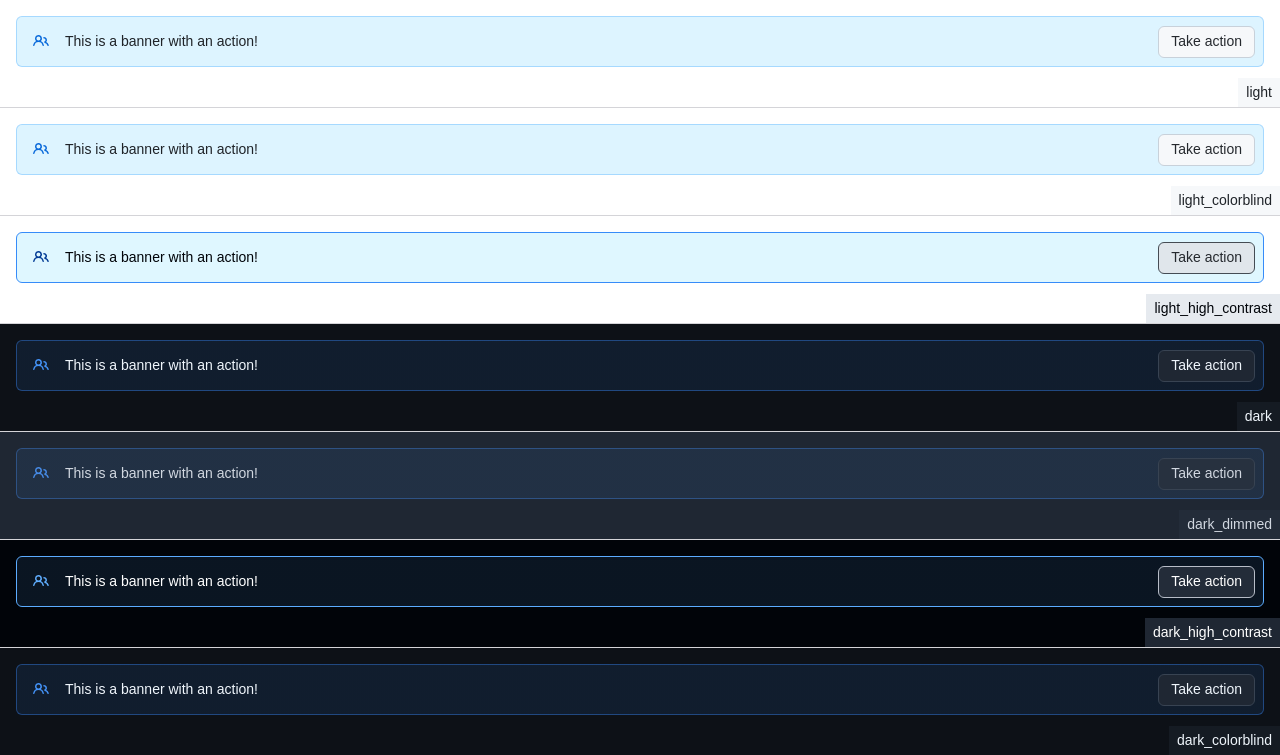 This is a banner with an action! Take action
light
This is a banner with an action! Take action
light_colorblind
This is a banner with an action! Take action
light_high_contrast
This is a banner with an action! Take action
dark
This is a banner with an action! Take action
dark_dimmed
This is a banner with an action! Take action
dark_high_contrast
This is a banner with an action! Take action
dark_colorblind